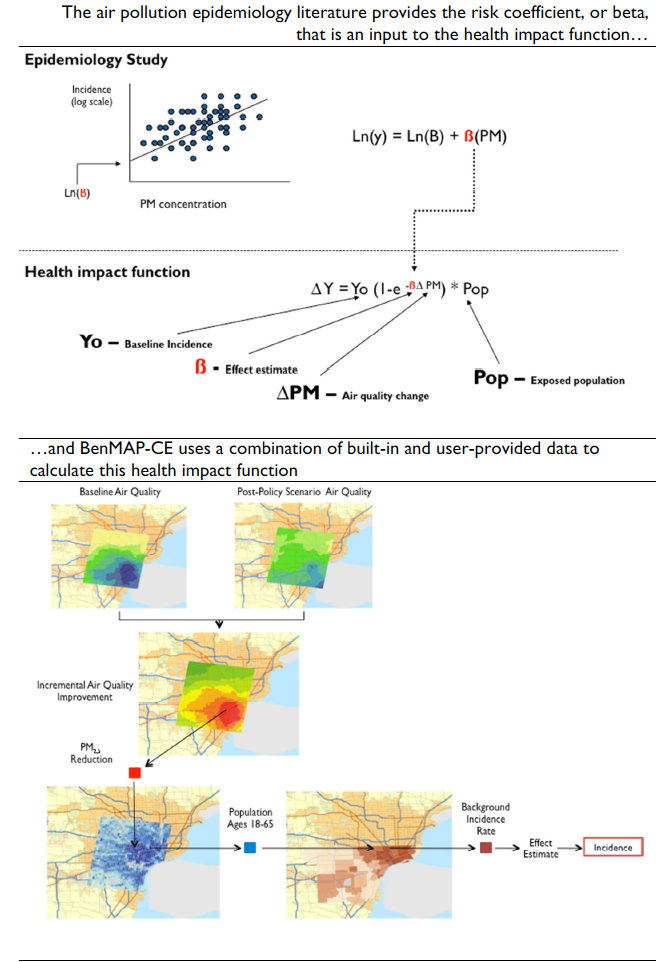 The air pollution epidemiology literature provides the risk coefficient, or beta,
that is an input to the health impact function…
Epidemiology Study
Incidence
(log scale)
Ln(y) = Ln(B) + ß(PM)
Ln(B)
PM concentration
Health impact function
ΔY = Yo (1-e -ßΔ PM) * Pop
Yo – Baseline Incidence
ß - Effect estimate
ΔPM – Air quality change
Pop – Exposed population
…and BenMAP-CE uses a combination of built-in and user-provided data to
calculate this health impact function
Baseline Air Quality
Post-Policy Scenario Air Quality
Incremental Air Quality
Improvement
PM2.5
Reduction
Population
Ages 18-65
Background
Incidence
Rate
Effect
Estimate
Incidence